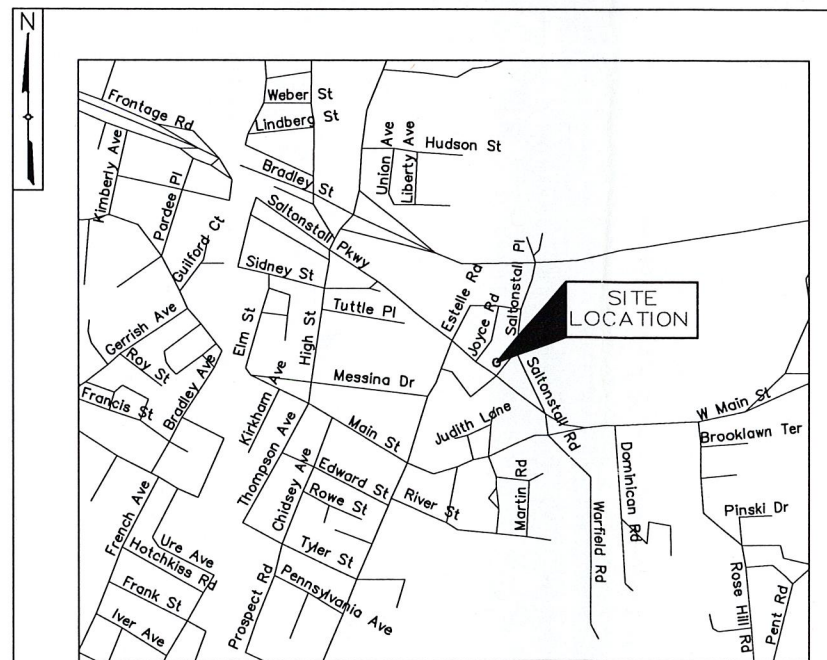 N
Weber St
Frontage Rd
Lindberg St
Hudson St
Union Ave
Liberty Ave
Kimberly Ave
Bradley St
Pardee Pl
Saltonstall Pkwy
Guilford Ct
Sidney St
Estelle Rd
Saltonstall Pl
SITE
LOCATION
Tuttle Pl
Joyce Rd
Gerrish Ave
Elm St
High St
Roy St
Messina Dr
Saltonstall Rd
Francis St
Bradley Ave
Kirkham Ave
Main St
Judith Lane
W Main St
Brooklawn Ter
Thompson Ave
Edward St
River St
Dominican Rd
Chidsey Ave
Rowe St
Martin Rd
Warfield Rd
Pinski Dr
French Ave
Ure Ave
Hotchkiss Rd
Tyler St
Frank St
Prospect Rd
Pennsylvania Ave
Rose Hill Rd
Pent Rd
Iver Ave